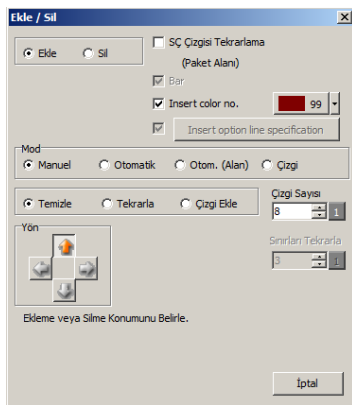 Ekle / Sil
Ekle
Sil
SÇ Çizgisi Tekrarlama
(Paket Alanı)
Bar
Insert color no.
99
Insert option line specification
Mod
Manuel
Otomatik
Otom. (Alan)
Çizgi
Temizle
Tekrarla
Çizgi Ekle
Çizgi Sayısı
8
1
Yön
Sınırları Tekrarla
3
1
Ekleme veya Silme Konumunu Belirle.
İptal